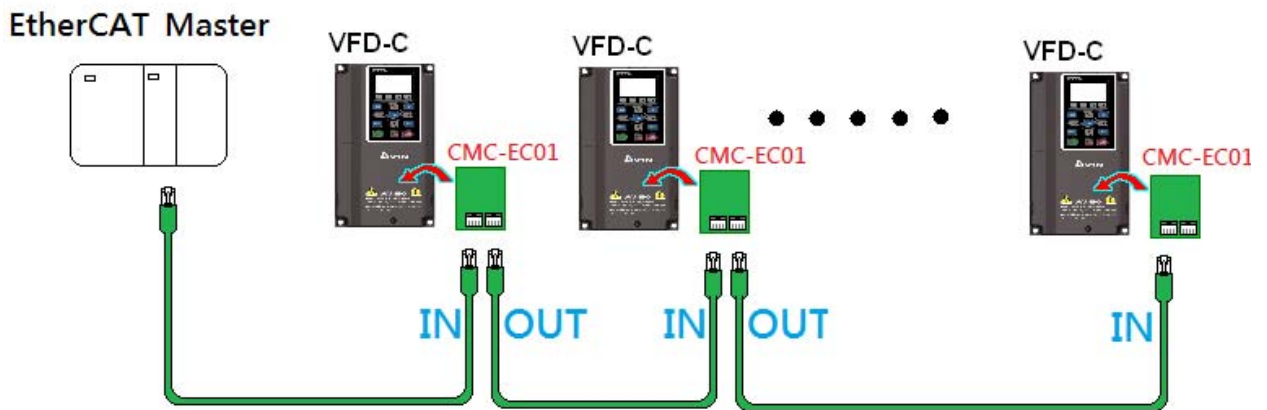 EtherCAT Master
VFD-C
VFD-C
VFD-C
CMC-EC01
CMC-EC01
CMC-EC01
IN
OUT
IN
OUT
IN